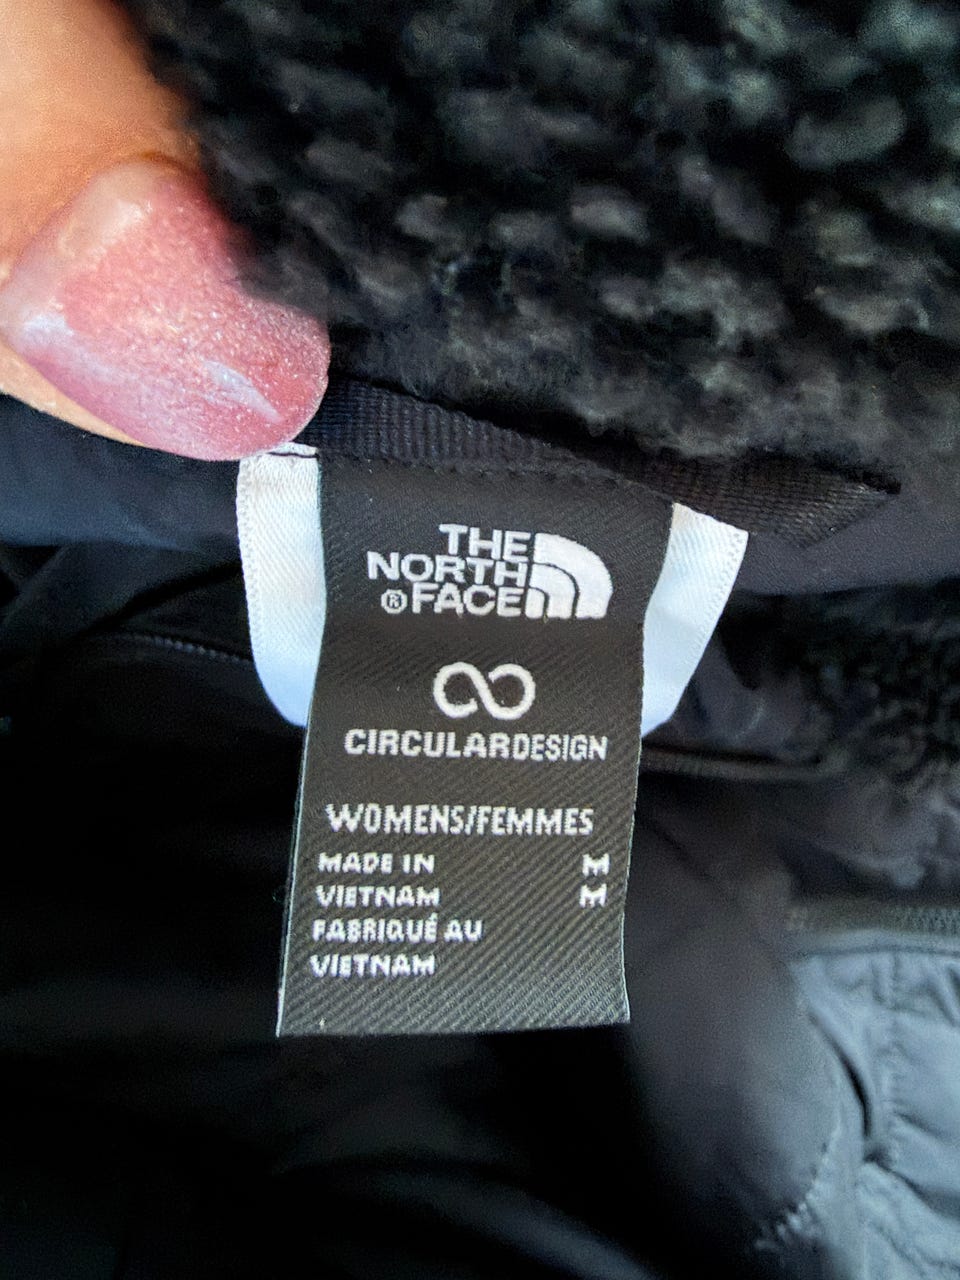 THE
NORTH
® FACE
CIRCULARDESIGN
WOMENS/FEMMES
MADE IN M
VIETNAM M
FABRIQUÉ AU
VIETNAM